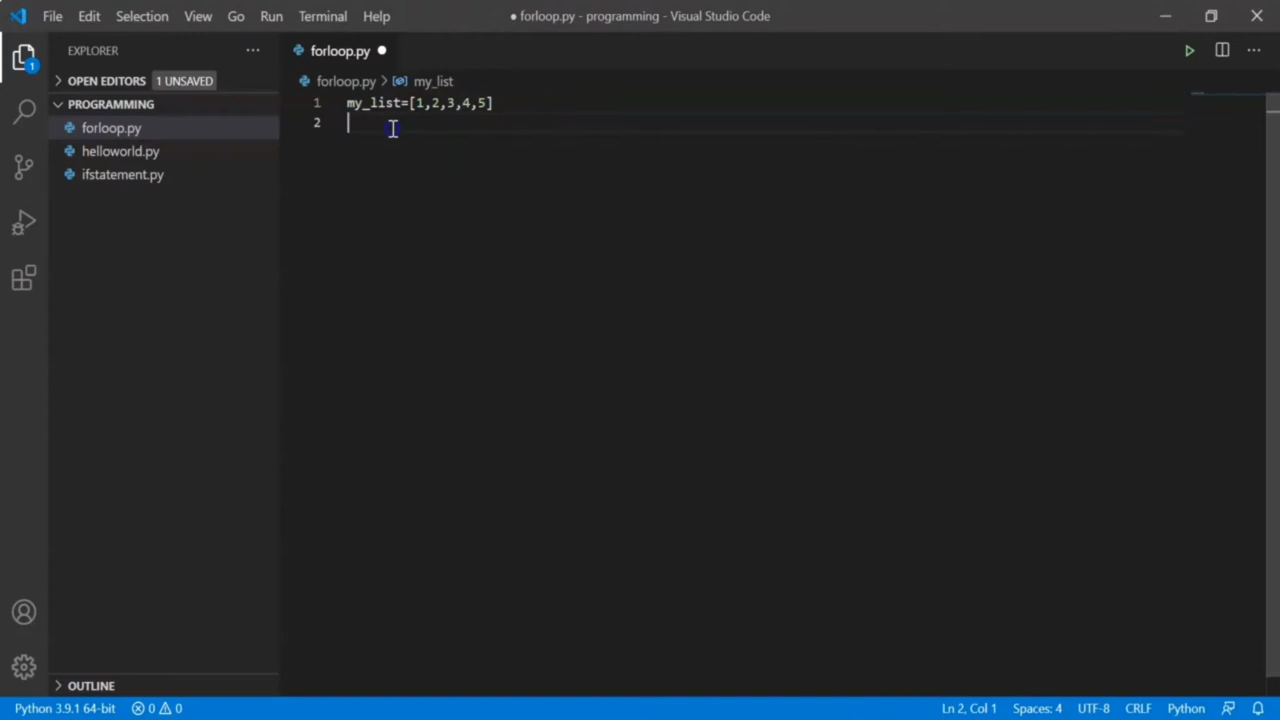 File Edit Selection View Go Run Terminal Help
● forloop.py - programming - Visual Studio Code
EXPLORER
forloop.py
OPEN EDITORS 1 UNSAVED
forloop.py > my_list
1
PROGRAMMING
1 my_list=[1,2,3,4,5]
forloop.py
2
helloworld.py
ifstatement.py
OUTLINE
Python 3.9.1 64-bit 0 0 Ln 2, Col 1 Spaces: 4 UTF-8 CRLF Python